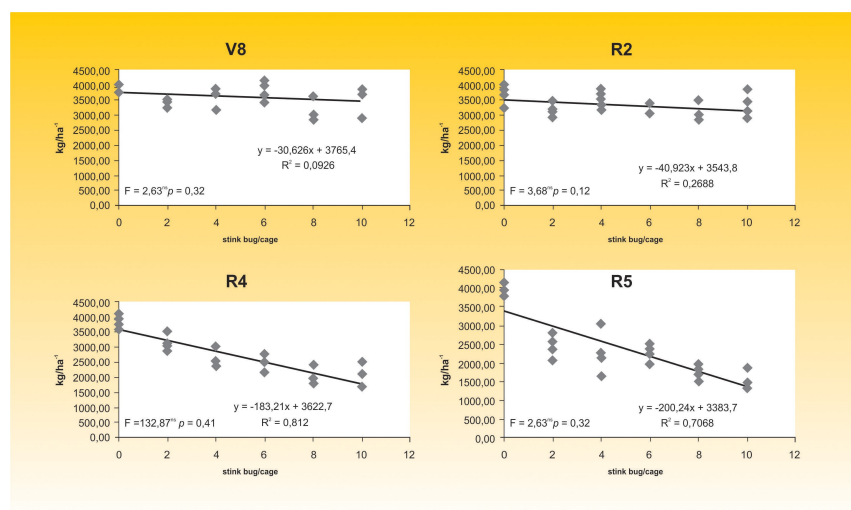 V8
4500,00
4000,00
3500,00
3000,00
2500,00
2000,00
1500,00
1000,00
500,00
0,00
kg/ha⁻¹
y = -30,626x + 3765,4
R² = 0,0926
F = 2,63ⁿˢ p = 0,32
0 2 4 6 8 10 12
stink bug/cage
R2
4500,00
4000,00
3500,00
3000,00
2500,00
2000,00
1500,00
1000,00
500,00
0,00
kg/ha⁻¹
y = -40,923x + 3543,8
R² = 0,2688
F = 3,68ⁿˢ p = 0,12
0 2 4 6 8 10 12
stink bug/cage
R4
4500,00
4000,00
3500,00
3000,00
2500,00
2000,00
1500,00
1000,00
500,00
0,00
kg/ha⁻¹
y = -183,21x + 3622,7
R² = 0,812
F =132,87ⁿˢ p = 0,41
0 2 4 6 8 10 12
stink bug/cage
R5
4500,00
4000,00
3500,00
3000,00
2500,00
2000,00
1500,00
1000,00
500,00
0,00
kg/ha⁻¹
y = -200,24x + 3383,7
R² = 0,7068
F = 2,63ⁿˢ p = 0,32
0 2 4 6 8 10 12
stink bug/cage